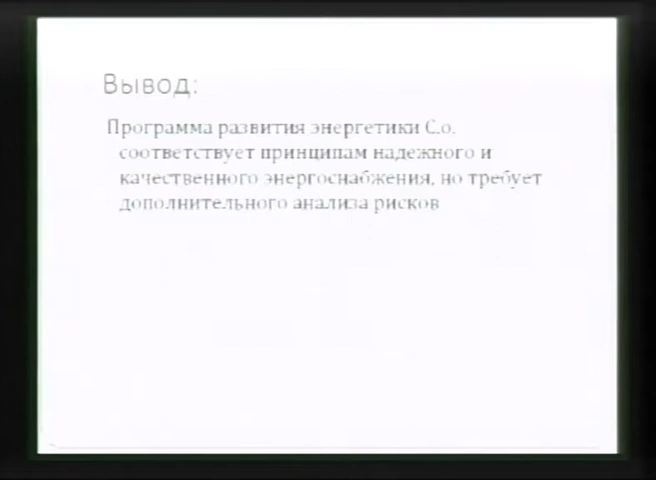 Вывод:
Программа развития энергетики С.о.
соответствует принципам надежного и
качественного энергоснабжения, но требует
дополнительного анализа рисков